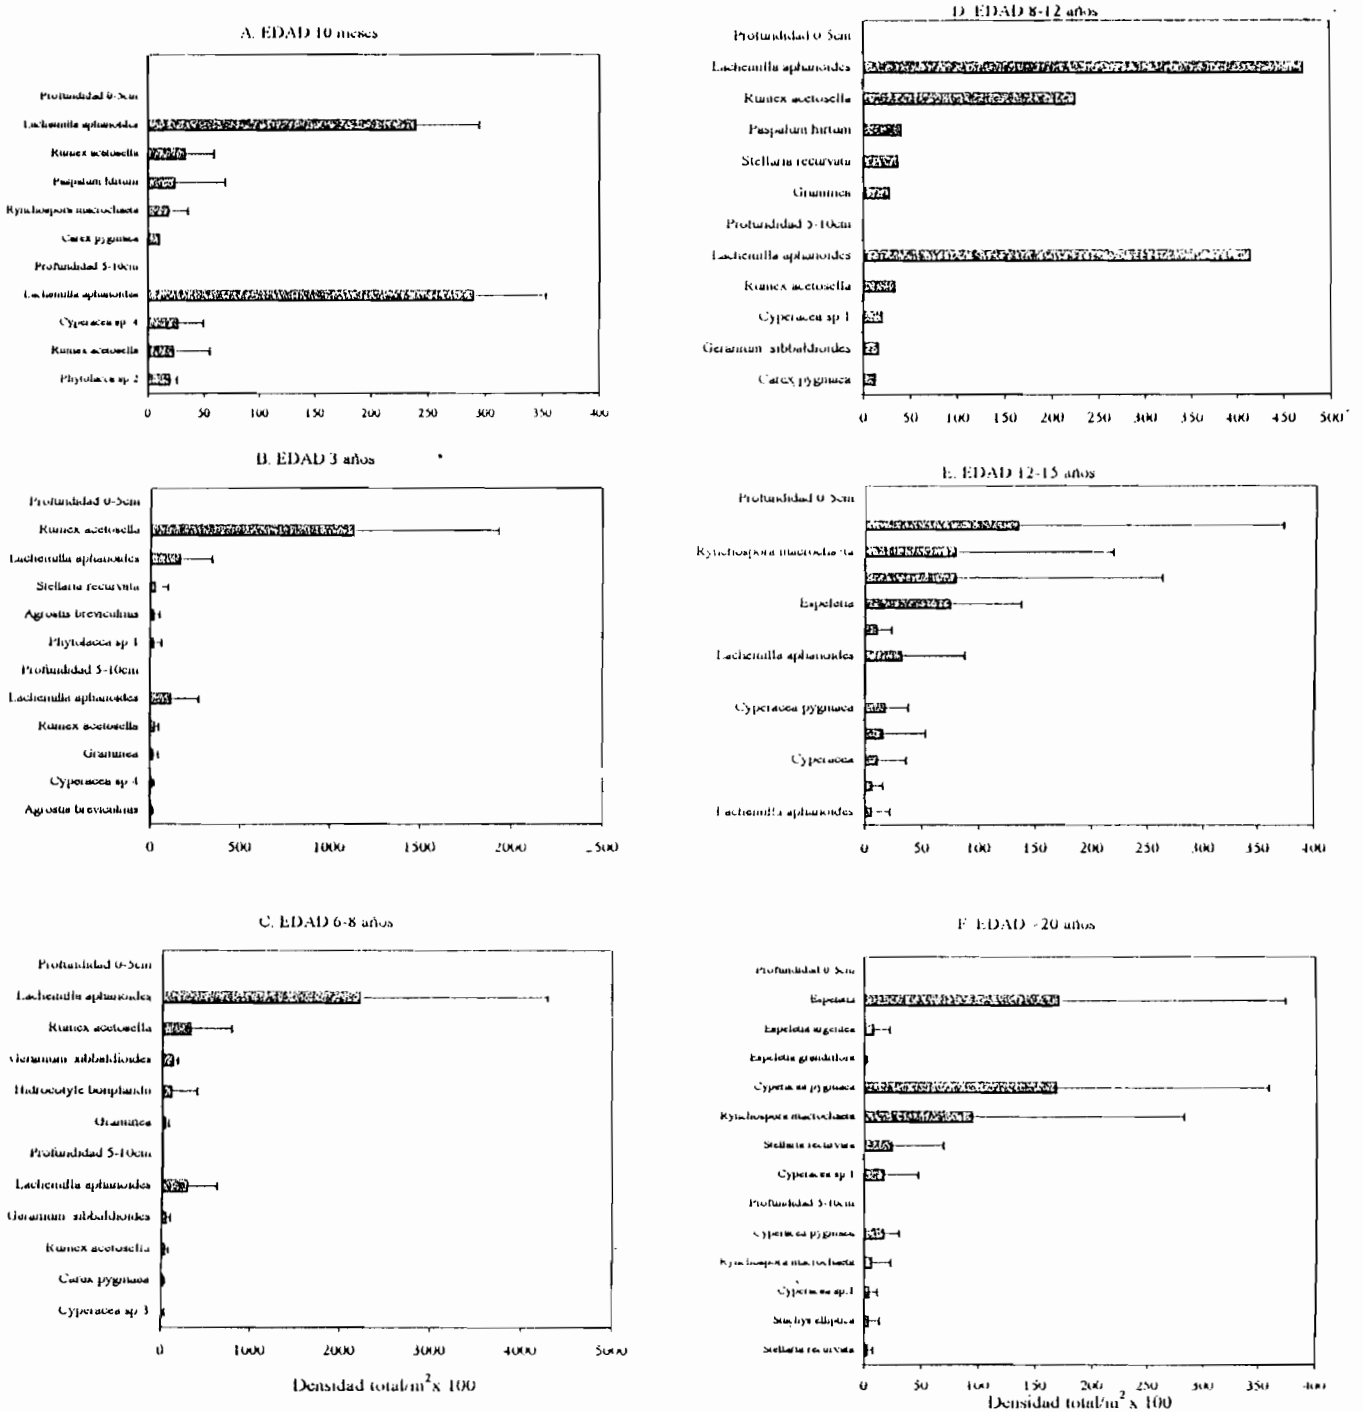 A. EDAD 10 meses
Profundidad 0-5cm
Lachemilla aphanoides
Rumex acetosella
Paspalum hirtum
Rynchospora macrochaeta
Carex pygmaea
Profundidad 5-10cm
Lachemilla aphanoides
Cyperacea sp 4
Rumex acetosella
Phytolacca sp 2
0 50 100 150 200 250 300 350 400
B. EDAD 3 años
Profundidad 0-5cm
Rumex acetosella
Lachemilla aphanoides
Stellaria recurvata
Agrostis breviculmis
Phytolacca sp 1
Profundidad 5-10cm
Lachemilla aphanoides
Rumex acetosella
Graminea
Cyperacea sp 4
Agrostis breviculmis
0 500 1000 1500 2000 2500
C. EDAD 6-8 años
Profundidad 0-5cm
Lachemilla aphanoides
Rumex acetosella
Geranium sibbaldioides
Hidrocotyle bonplandii
Graminea
Profundidad 5-10cm
Lachemilla aphanoides
Geranium sibbaldioides
Rumex acetosella
Carex pygmaea
Cyperacea sp 3
0 1000 2000 3000 4000 5000
Densidad total/m² x 100
D. EDAD 8-12 años
Profundidad 0-5cm
Lachemilla aphanoides
Rumex acetosella
Paspalum hirtum
Stellaria recurvata
Graminea
Profundidad 5-10cm
Lachemilla aphanoides
Rumex acetosella
Cyperacea sp 1
Geranium sibbaldioides
Carex pygmaea
0 50 100 150 200 250 300 350 400 450 500
E. EDAD 12-15 años
Profundidad 0-5cm
Rynchospora macrochaeta
Espeletia
Lachemilla aphanoides
Cyperacea pygmaea
Cyperacea
Lachemilla aphanoides
0 50 100 150 200 250 300 350 400
F. EDAD ~20 años
Profundidad 0-5cm
Espeletia
Espeletia argentea
Espeletia grandiflora
Cyperacea pygmaea
Rynchospora macrochaeta
Stellaria recurvata
Cyperacea sp 1
Profundidad 5-10cm
Cyperacea pygmaea
Rynchospora macrochaeta
Cyperacea sp.1
Stachys elliptica
Stellaria recurvata
0 50 100 150 200 250 300 350 400
Densidad total/m² x 100